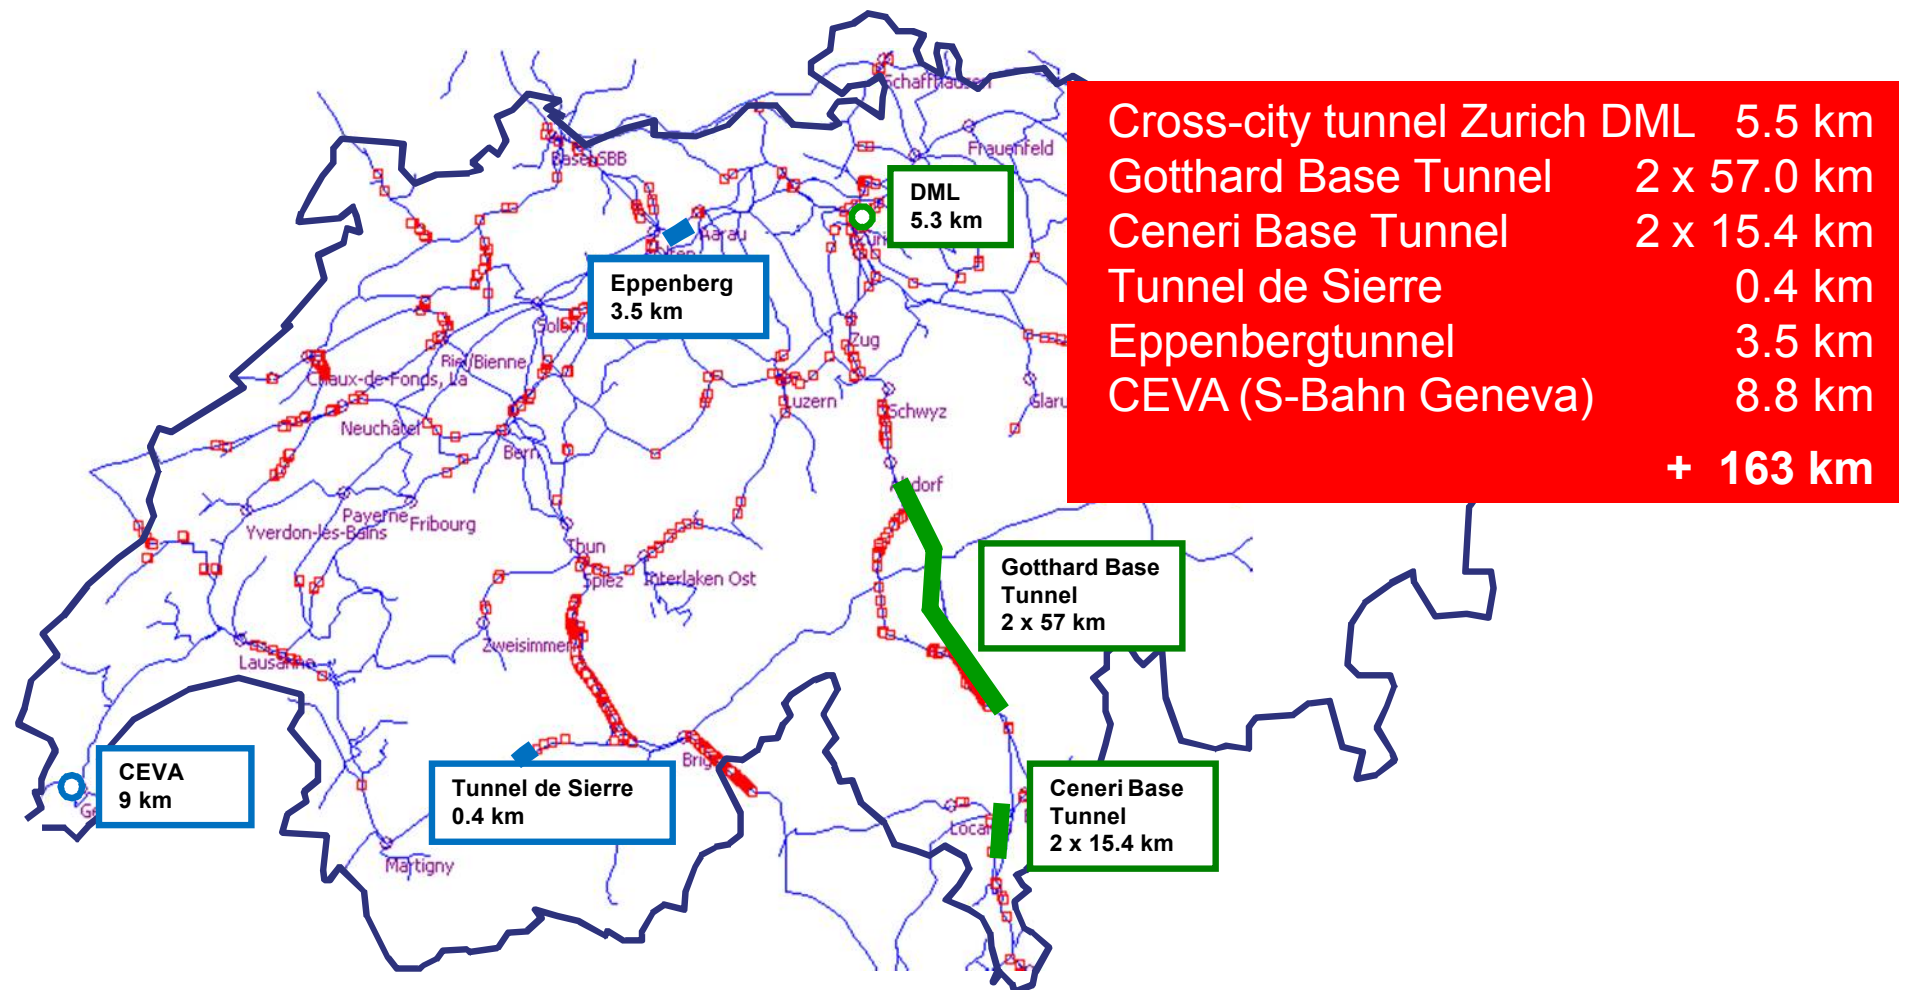 Schaffhausen
Cross-city tunnel Zurich DML 5.5 km
Gotthard Base Tunnel 2 x 57.0 km
Ceneri Base Tunnel 2 x 15.4 km
Tunnel de Sierre 0.4 km
Eppenbergtunnel 3.5 km
CEVA (S-Bahn Geneva) 8.8 km
+ 163 km
Frauenfeld
Basel SBB
DML
5.3 km
Aarau
Eppenberg
3.5 km
Zug
Biel/Bienne
Chaux-de-Fonds, La
Luzern
Schwyz
Neuchâtel
Bern
Payerne
Fribourg
Yverdon-les-Bains
Thun
Spiez
Interlaken Ost
Gotthard Base
Tunnel
2 x 57 km
Zweisimmen
Lausanne
Brig
CEVA
9 km
Tunnel de Sierre
0.4 km
Ceneri Base
Tunnel
2 x 15.4 km
Martigny